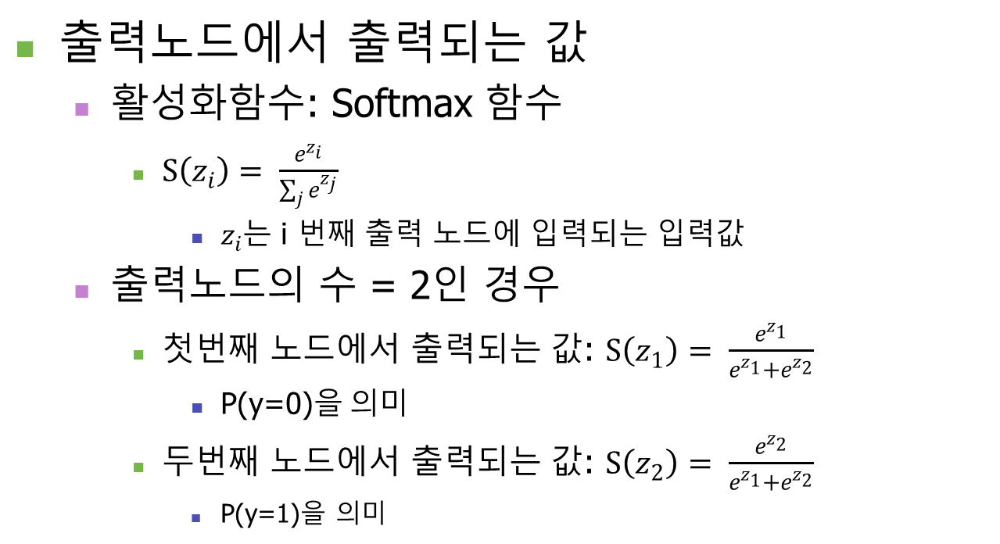 출력노드에서 출력되는 값
활성화함수: Softmax 함수
S(z_i) = \frac{e^{z_i}}{\sum_j e^{z_j}}
z_i는 i 번째 출력 노드에 입력되는 입력값
출력노드의 수 = 2인 경우
첫번째 노드에서 출력되는 값: S(z_1) = \frac{e^{z_1}}{e^{z_1}+e^{z_2}}
P(y=0)을 의미
두번째 노드에서 출력되는 값: S(z_2) = \frac{e^{z_2}}{e^{z_1}+e^{z_2}}
P(y=1)을 의미